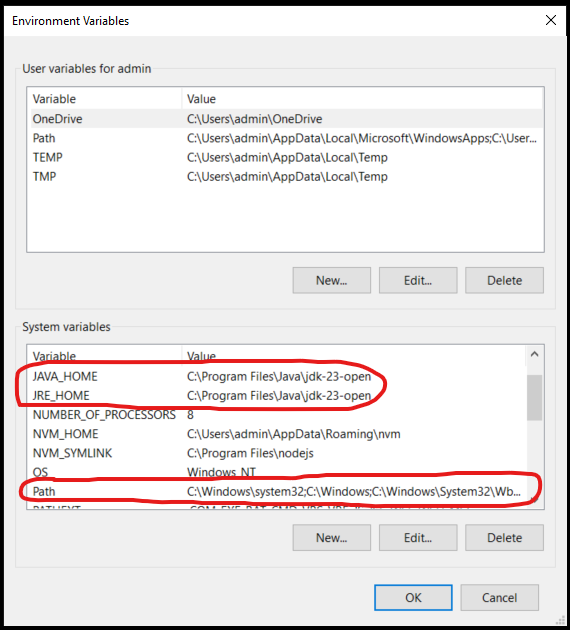 Environment Variables
User variables for admin
Variable Value
OneDrive C:\Users\admin\OneDrive
Path C:\Users\admin\AppData\Local\Microsoft\WindowsApps;C:\User...
TEMP C:\Users\admin\AppData\Local\Temp
TMP C:\Users\admin\AppData\Local\Temp
New... Edit... Delete
System variables
Variable Value
JAVA_HOME C:\Program Files\Java\jdk-23-open
JRE_HOME C:\Program Files\Java\jdk-23-open
NUMBER_OF_PROCESSORS 8
NVM_HOME C:\Users\admin\AppData\Roaming\nvm
NVM_SYMLINK C:\Program Files\nodejs
OS Windows_NT
Path C:\Windows\system32;C:\Windows;C:\Windows\System32\Wb...
PATHEXT
New... Edit... Delete
OK Cancel